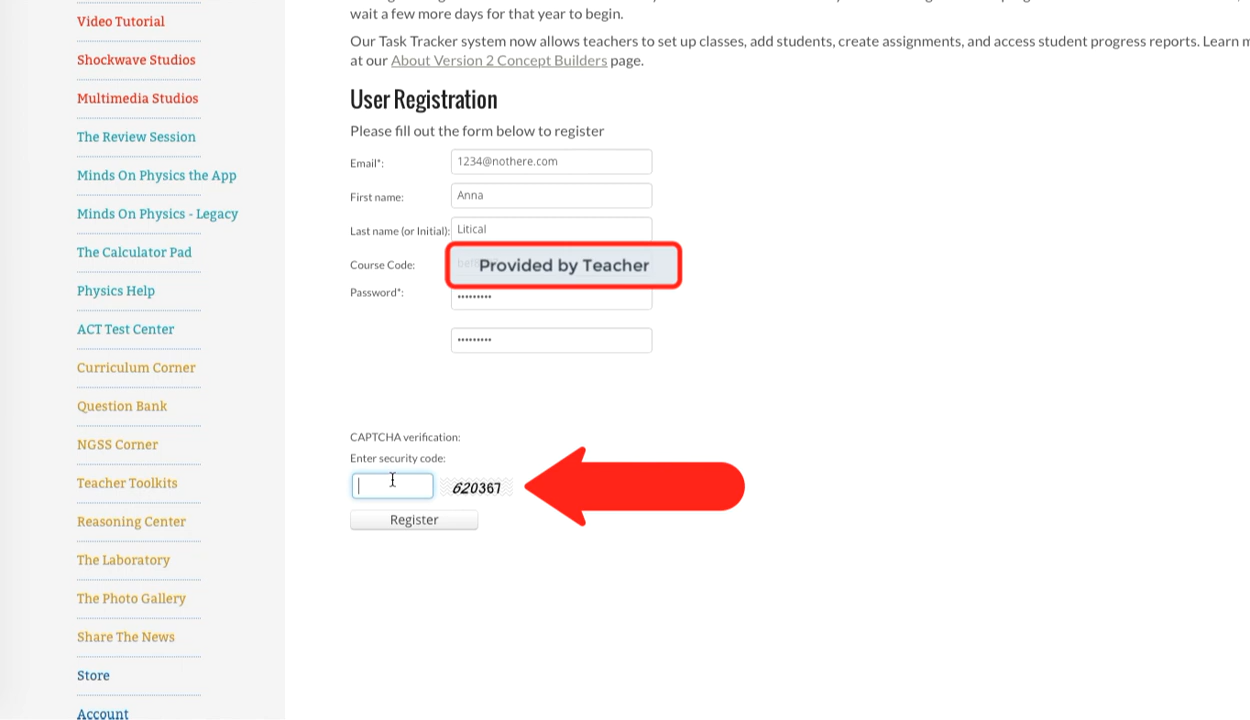 Video Tutorial
Shockwave Studios
Multimedia Studios
The Review Session
Minds On Physics the App
Minds On Physics - Legacy
The Calculator Pad
Physics Help
ACT Test Center
Curriculum Corner
Question Bank
NGSS Corner
Teacher Toolkits
Reasoning Center
The Laboratory
The Photo Gallery
Share The News
Store
Account
wait a few more days for that year to begin.
Our Task Tracker system now allows teachers to set up classes, add students, create assignments, and access student progress reports. Learn
at our About Version 2 Concept Builders page.
User Registration
Please fill out the form below to register
Email*: 1234@nothere.com
First name: Anna
Last name (or Initial): Litical
Course Code: Provided by Teacher
Password*: •••••••••
•••••••••
CAPTCHA verification:
Enter security code:
620367
Register